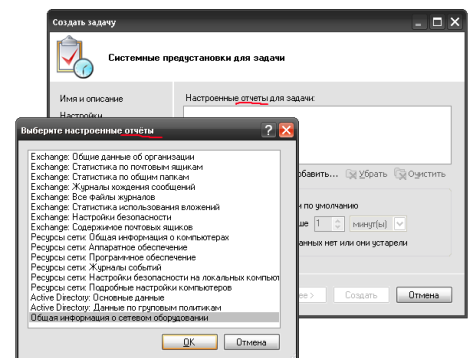 Создать задачу
Системные предустановки для задачи
Имя и описание
Настройки
Настроенные отчеты для задачи:
обавить... Убрать Очистить
и по умолчанию
ше 1 минут(ы)
анных нет или они устарели
ее > Создать Отмена
Выберите настроенные отчёты
Exchange: Общие данные об организации
Exchange: Статистика по почтовым ящикам
Exchange: Статистика по общим папкам
Exchange: Журналы хождения сообщений
Exchange: Все файлы журналов
Exchange: Статистика использования вложений
Exchange: Настройки безопасности
Exchange: Содержимое почтовых ящиков
Ресурсы сети: Общая информация о компьютерах
Ресурсы сети: Аппаратное обеспечение
Ресурсы сети: Программное обеспечение
Ресурсы сети: Журналы событий
Ресурсы сети: Настройки безопасности на локальных компьют
Ресурсы сети: Подробные настройки компьютеров
Active Directory: Основные данные
Active Directory: Данные по груповым политикам
Общая информация о сетевом оборудовании
OK Отмена